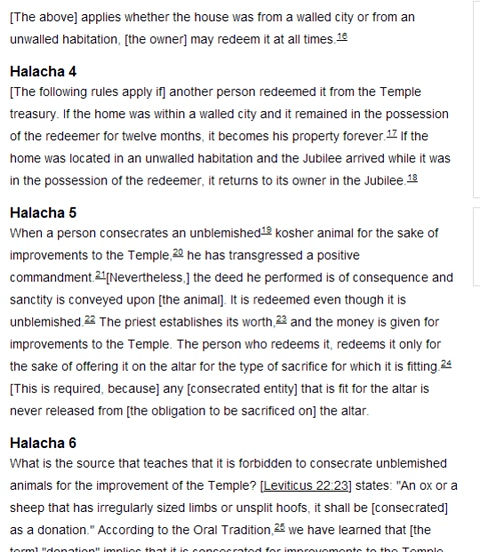 [The above] applies whether the house was from a walled city or from an
unwalled habitation, [the owner] may redeem it at all times.16
Halacha 4
[The following rules apply if] another person redeemed it from the Temple
treasury. If the home was within a walled city and it remained in the possession
of the redeemer for twelve months, it becomes his property forever.17 If the
home was located in an unwalled habitation and the Jubilee arrived while it was
in the possession of the redeemer, it returns to its owner in the Jubilee.18
Halacha 5
When a person consecrates an unblemished19 kosher animal for the sake of
improvements to the Temple,20 he has transgressed a positive
commandment.21[Nevertheless,] the deed he performed is of consequence and
sanctity is conveyed upon [the animal]. It is redeemed even though it is
unblemished.22 The priest establishes its worth,23 and the money is given for
improvements to the Temple. The person who redeems it, redeems it only for
the sake of offering it on the altar for the type of sacrifice for which it is fitting.24
[This is required, because] any [consecrated entity] that is fit for the altar is
never released from [the obligation to be sacrificed on] the altar.
Halacha 6
What is the source that teaches that it is forbidden to consecrate unblemished
animals for the improvement of the Temple? [Leviticus 22:23] states: "An ox or a
sheep that has irregularly sized limbs or unsplit hoofs, it shall be [consecrated]
as a donation." According to the Oral Tradition,25 we have learned that [the
term] "donation" implies that it is consecrated for improvements to the Temple